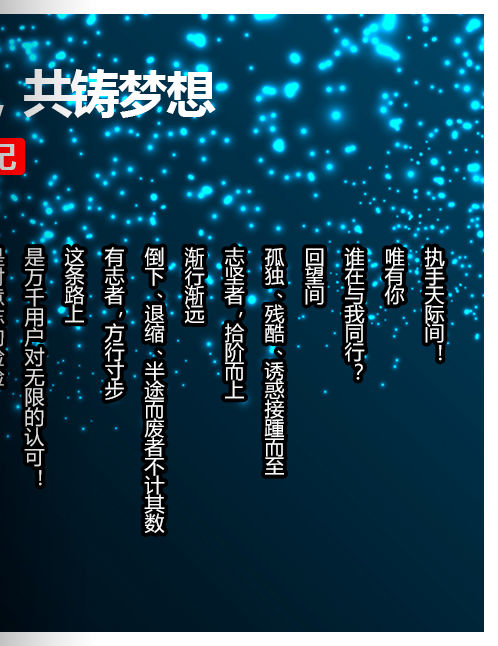 ，共铸梦想
记
是万千用户对无限的认可！
这条路上
有志者，方行寸步
倒下、退缩、半途而废者不计其数
渐行渐远
志坚者，拾阶而上
孤独、残酷、诱惑接踵而至
回望间
谁在与我同行？
唯有你
执手天际间！